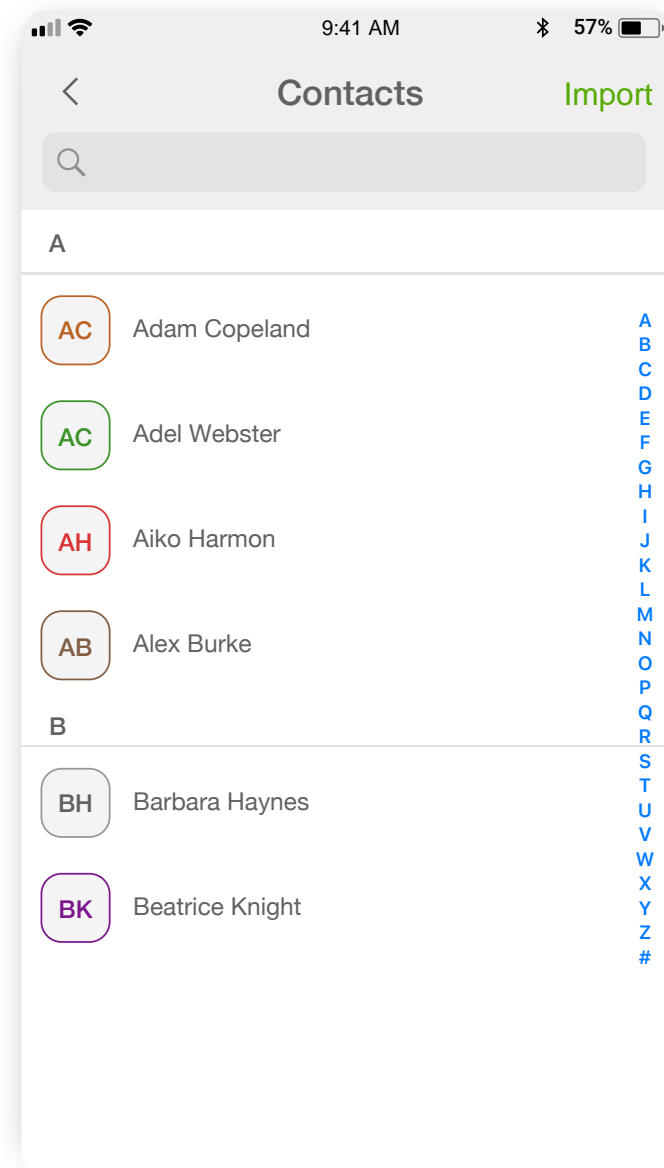 9:41 AM 57%
Contacts Import
A
AC Adam Copeland
AC Adel Webster
AH Aiko Harmon
AB Alex Burke
B
BH Barbara Haynes
BK Beatrice Knight
A
B
C
D
E
F
G
H
I
J
K
L
M
N
O
P
Q
R
S
T
U
V
W
X
Y
Z
#